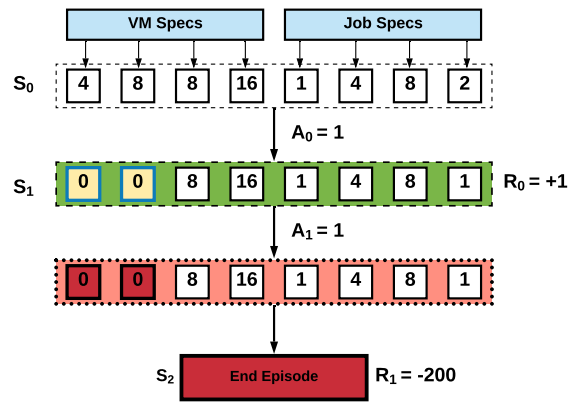 VM Specs Job Specs
S0 4 8 8 16 1 4 8 2
A0 = 1
S1 0 0 8 16 1 4 8 1 R0 = +1
A1 = 1
0 0 8 16 1 4 8 1
S2 End Episode R1 = -200